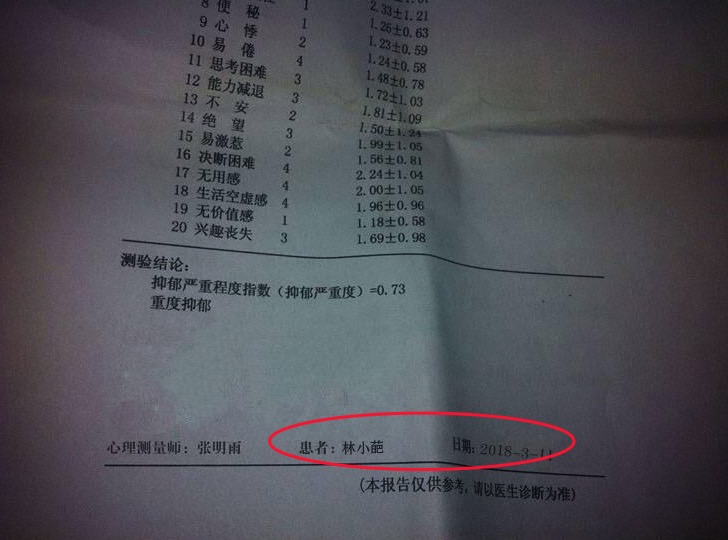 2.33±1.21
1 1.26±0.63
8 便 秘 1 1.23±0.59
9 心 悸 2 1.24±0.58
10 易 倦 4 1.48±0.78
11 思考困难 3 1.72±1.03
12 能力减退 3 1.81±1.09
13 不 安 2 1.50±1.24
14 绝 望 3 1.99±1.05
15 易激惹 2 1.56±0.81
16 决断困难 4 2.24±1.04
17 无用感 4 2.00±1.05
18 生活空虚感 4 1.96±0.96
19 无价值感 1 1.18±0.58
20 兴趣丧失 3 1.69±0.98
测验结论：
抑郁严重程度指数（抑郁严重度）=0.73
重度抑郁
心理测量师：张明雨 患者：林小葩 日期：2018-3-11
(本报告仅供参考，请以医生诊断为准)